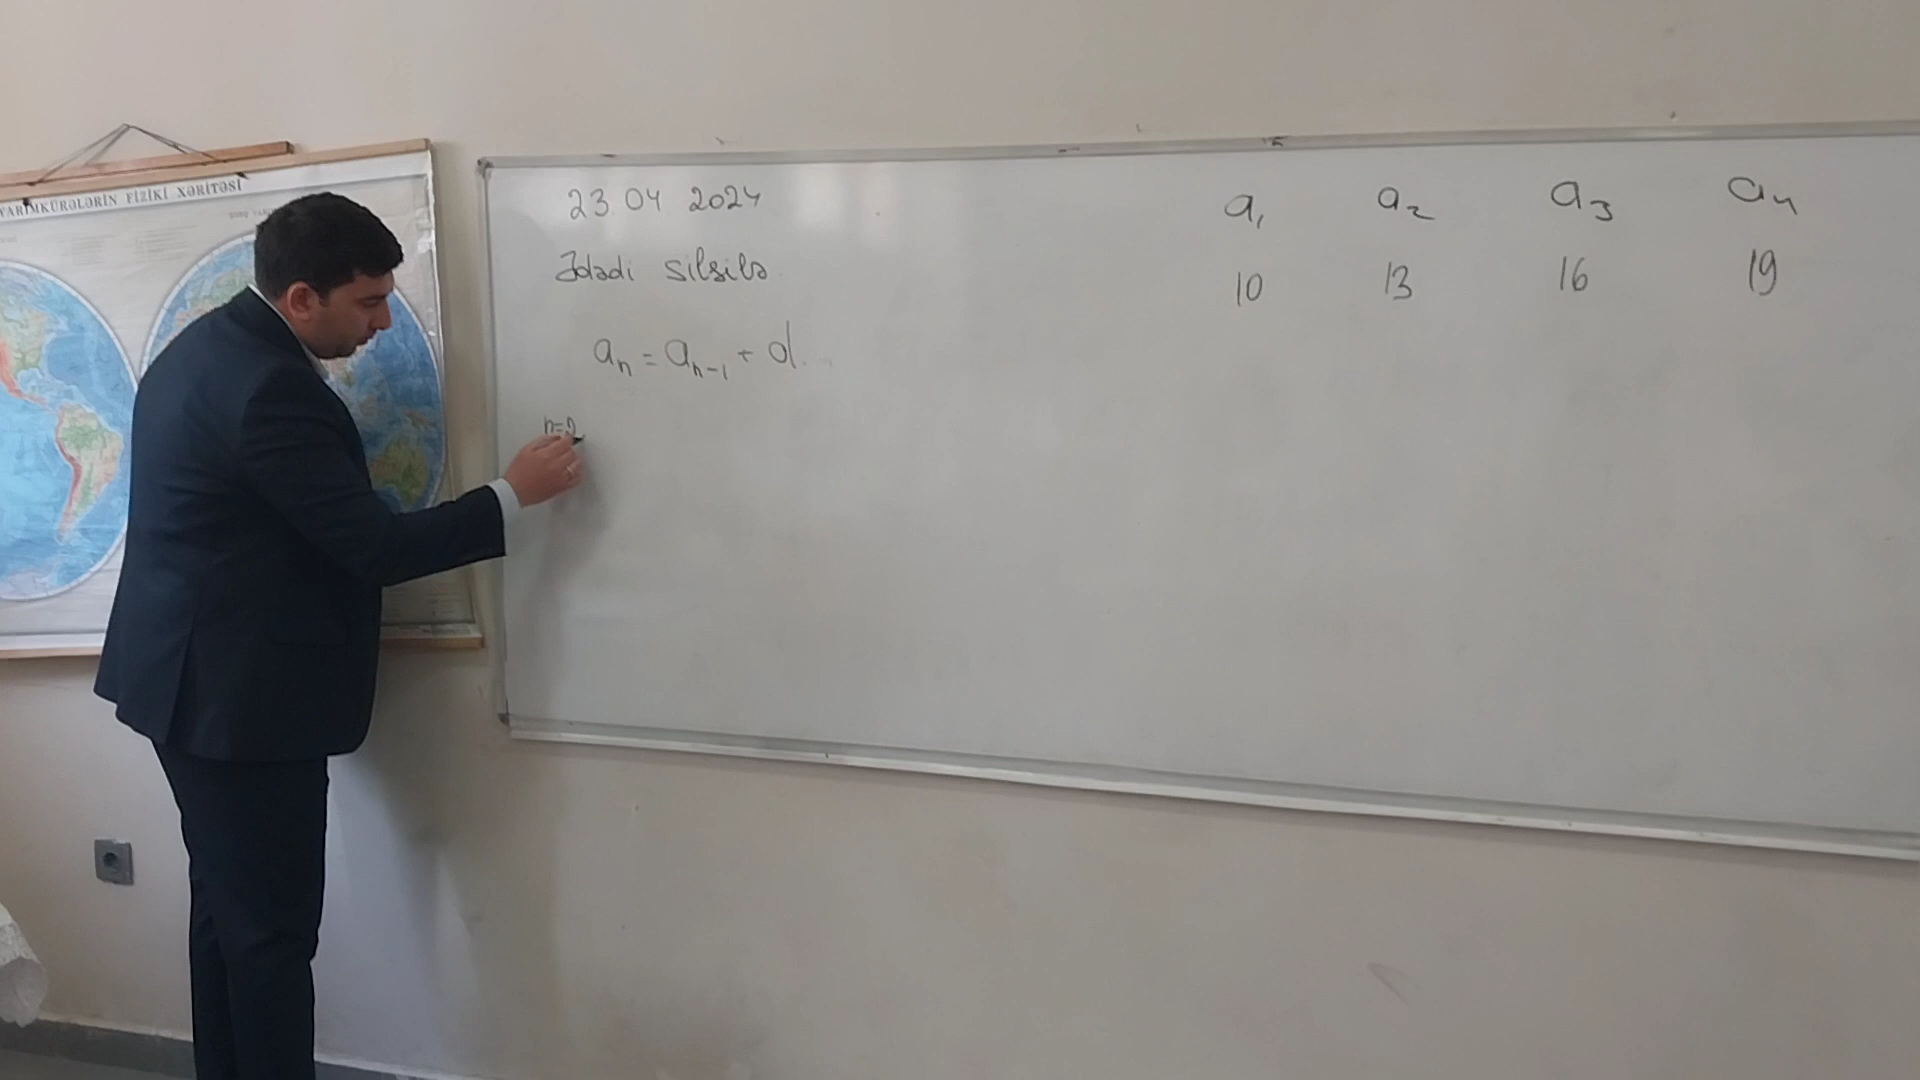 YARIMKÜRƏLƏRİN FİZİKİ XƏRİTƏSİ
23 04 2024
Ədədi silsilə
aₙ = aₙ₋₁ + d
n=2
a₁ a₂ a₃ a₄
10 13 16 19